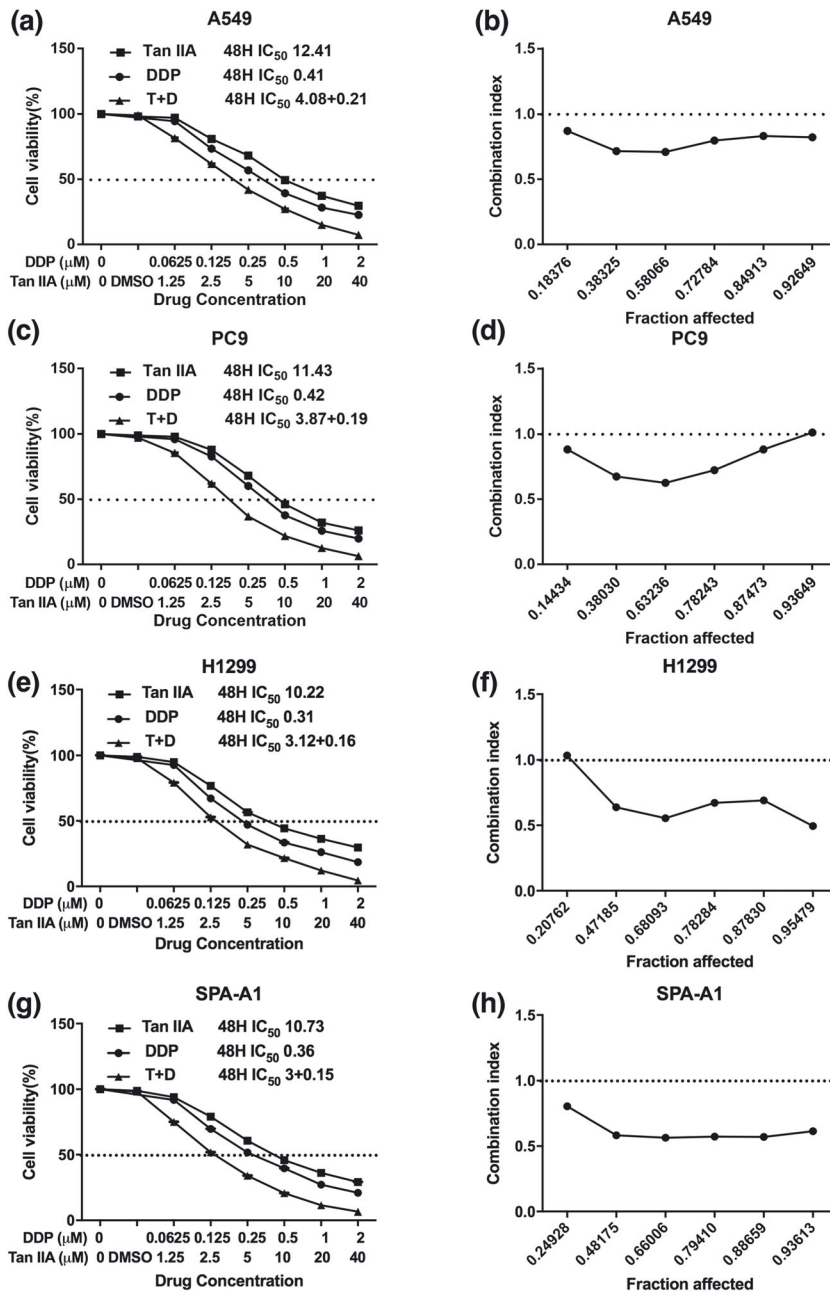 (a)
A549
Tan IIA 48H IC50 12.41
DDP 48H IC50 0.41
T+D 48H IC50 4.08+0.21
150
100
50
0
Cell viability(%)
DDP (μM) 0 0.0625 0.125 0.25 0.5 1 2
Tan IIA (μM) 0 DMSO 1.25 2.5 5 10 20 40
Drug Concentration
(b)
A549
1.5
1.0
0.5
0.0
Combination index
0.18376 0.38325 0.58066 0.72784 0.84913 0.92649
Fraction affected
(c)
PC9
Tan IIA 48H IC50 11.43
DDP 48H IC50 0.42
T+D 48H IC50 3.87+0.19
150
100
50
0
Cell viability(%)
DDP (μM) 0 0.0625 0.125 0.25 0.5 1 2
Tan IIA (μM) 0 DMSO 1.25 2.5 5 10 20 40
Drug Concentration
(d)
PC9
1.5
1.0
0.5
0.0
Combination index
0.14434 0.38030 0.63236 0.78243 0.87473 0.93649
Fraction affected
(e)
H1299
Tan IIA 48H IC50 10.22
DDP 48H IC50 0.31
T+D 48H IC50 3.12+0.16
150
100
50
0
Cell viability(%)
DDP (μM) 0 0.0625 0.125 0.25 0.5 1 2
Tan IIA (μM) 0 DMSO 1.25 2.5 5 10 20 40
Drug Concentration
(f)
H1299
1.5
1.0
0.5
0.0
Combination index
0.20762 0.47185 0.68093 0.78284 0.87830 0.95479
Fraction affected
(g)
SPA-A1
Tan IIA 48H IC50 10.73
DDP 48H IC50 0.36
T+D 48H IC50 3+0.15
150
100
50
0
Cell viability(%)
DDP (μM) 0 0.0625 0.125 0.25 0.5 1 2
Tan IIA (μM) 0 DMSO 1.25 2.5 5 10 20 40
Drug Concentration
(h)
SPA-A1
1.5
1.0
0.5
0.0
Combination index
0.24928 0.48175 0.66006 0.79410 0.88659 0.93613
Fraction affected